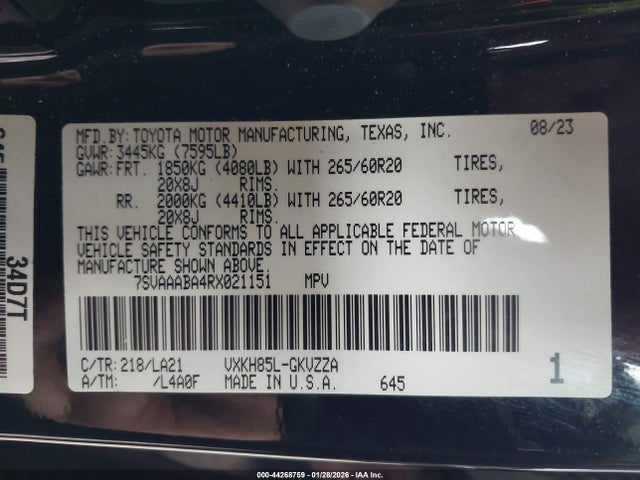 MFD.BY:TOYOTA MOTOR MANUFACTURING, TEXAS, INC. 08/23
GVWR:3445KG (7595LB)
GAWR:FRT. 1850KG (4080LB) WITH 265/60R20 TIRES,
20X8J RIMS.
RR. 2000KG (4410LB) WITH 265/60R20 TIRES,
20X8J RIMS.
THIS VEHICLE CONFORMS TO ALL APPLICABLE FEDERAL MOTOR
VEHICLE SAFETY STANDARDS IN EFFECT ON THE DATE OF
MANUFACTURE SHOWN ABOVE.
7SVAAABA4RX021151 MPV
C/TR:218/LA21 VXKH85L-GKVZZA
A/TM: /L4A0F MADE IN U.S.A. 645 1
34D7T
000-44268759 - 01/28/2026 - IAA Inc.